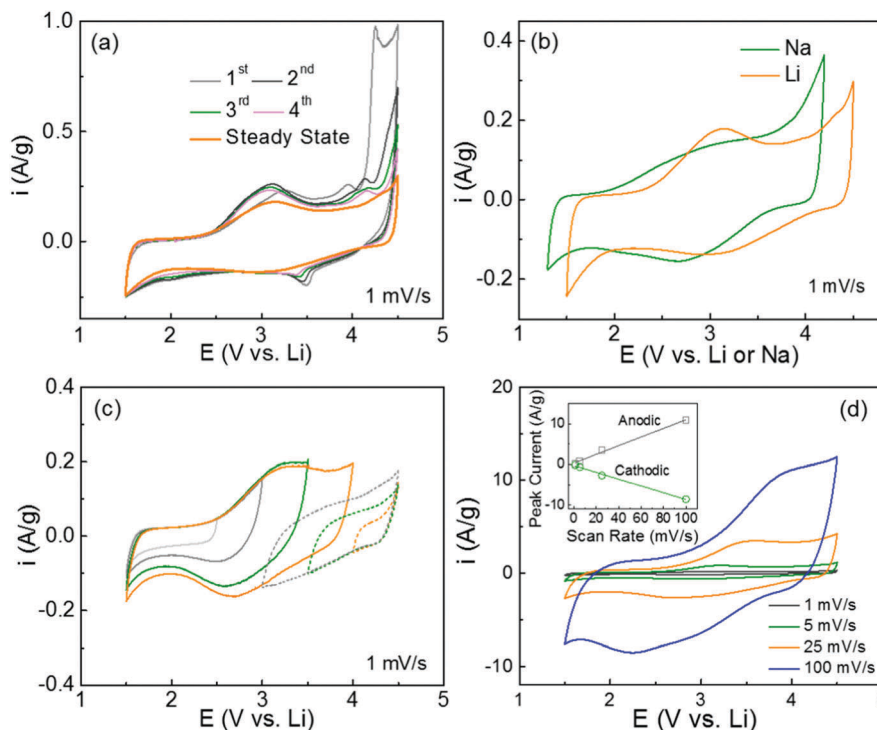 (a)
1st 2nd
3rd 4th
Steady State
1 mV/s
1.0
0.5
0.0
i (A/g)
1 2 3 4 5
E (V vs. Li)
(b)
Na
Li
1 mV/s
0.4
0.2
0.0
-0.2
i (A/g)
1 2 3 4
E (V vs. Li or Na)
(c)
1 mV/s
0.4
0.2
0.0
-0.2
-0.4
i (A/g)
1 2 3 4 5
E (V vs. Li)
(d)
20
10
0
-10
i (A/g)
10
0
-10
Peak Current (A/g)
Anodic
Cathodic
0 20 40 60 80 100
Scan Rate (mV/s)
1 mV/s
5 mV/s
25 mV/s
100 mV/s
1 2 3 4
E (V vs. Li)